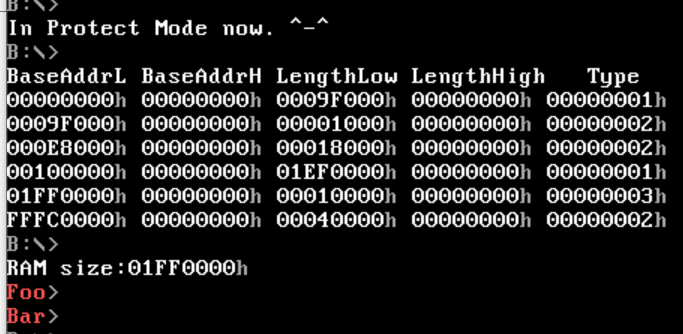 B:\>
In Protect Mode now. ^-^
B:\>
BaseAddrL BaseAddrH LengthLow LengthHigh Type
00000000h 00000000h 0009F000h 00000000h 00000001h
0009F000h 00000000h 00001000h 00000000h 00000002h
000E8000h 00000000h 00018000h 00000000h 00000002h
00100000h 00000000h 01EF0000h 00000000h 00000001h
01FF0000h 00000000h 00010000h 00000000h 00000003h
FFFC0000h 00000000h 00040000h 00000000h 00000002h
B:\>
RAM size:01FF0000h
Foo>
Bar>